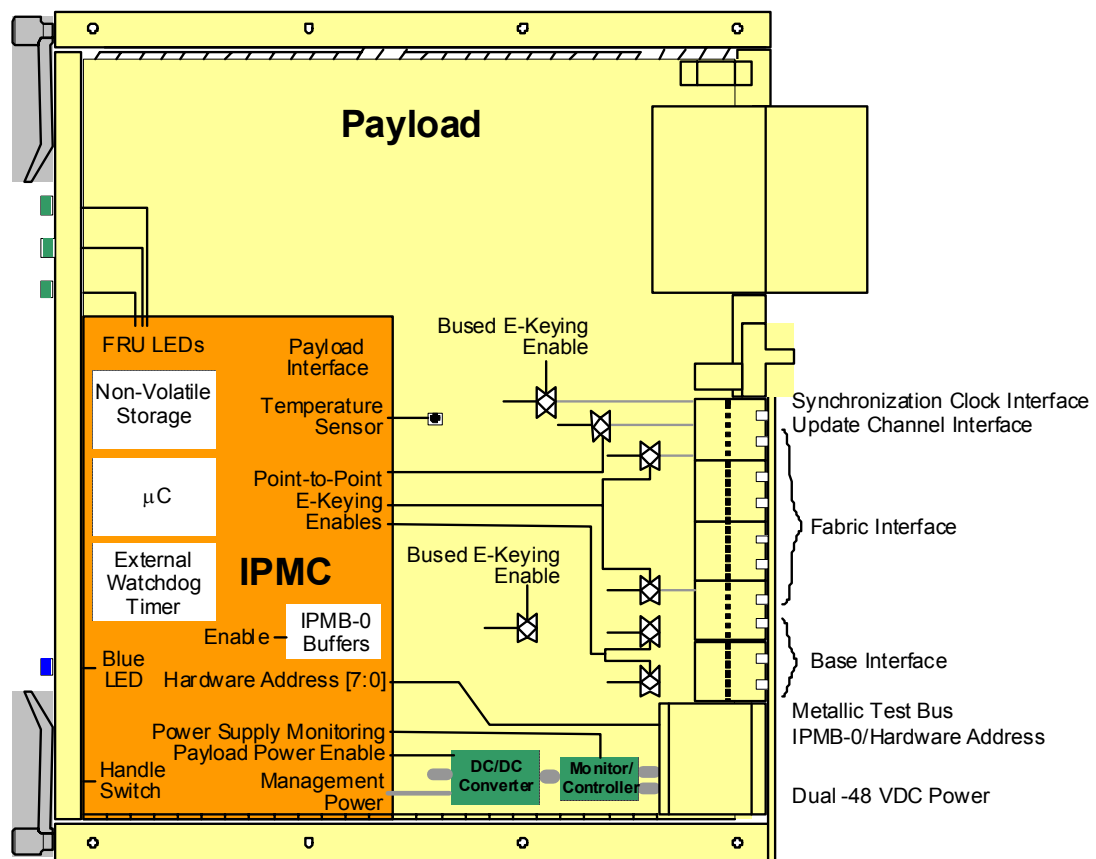 Payload
FRU LEDs
Payload
Interface
Non-Volatile
Storage
Temperature
Sensor
Bused E-Keying
Enable
Synchronization Clock Interface
Update Channel Interface
μC
Point-to-Point
E-Keying
Enables
Fabric Interface
External
Watchdog
Timer
IPMC
Bused E-Keying
Enable
Enable
IPMB-0
Buffers
Blue
LED
Hardware Address [7:0]
Base Interface
Power Supply Monitoring
Payload Power Enable
Metallic Test Bus
IPMB-0/Hardware Address
Handle
Switch
Management
Power
DC/DC
Converter
Monitor/
Controller
Dual -48 VDC Power